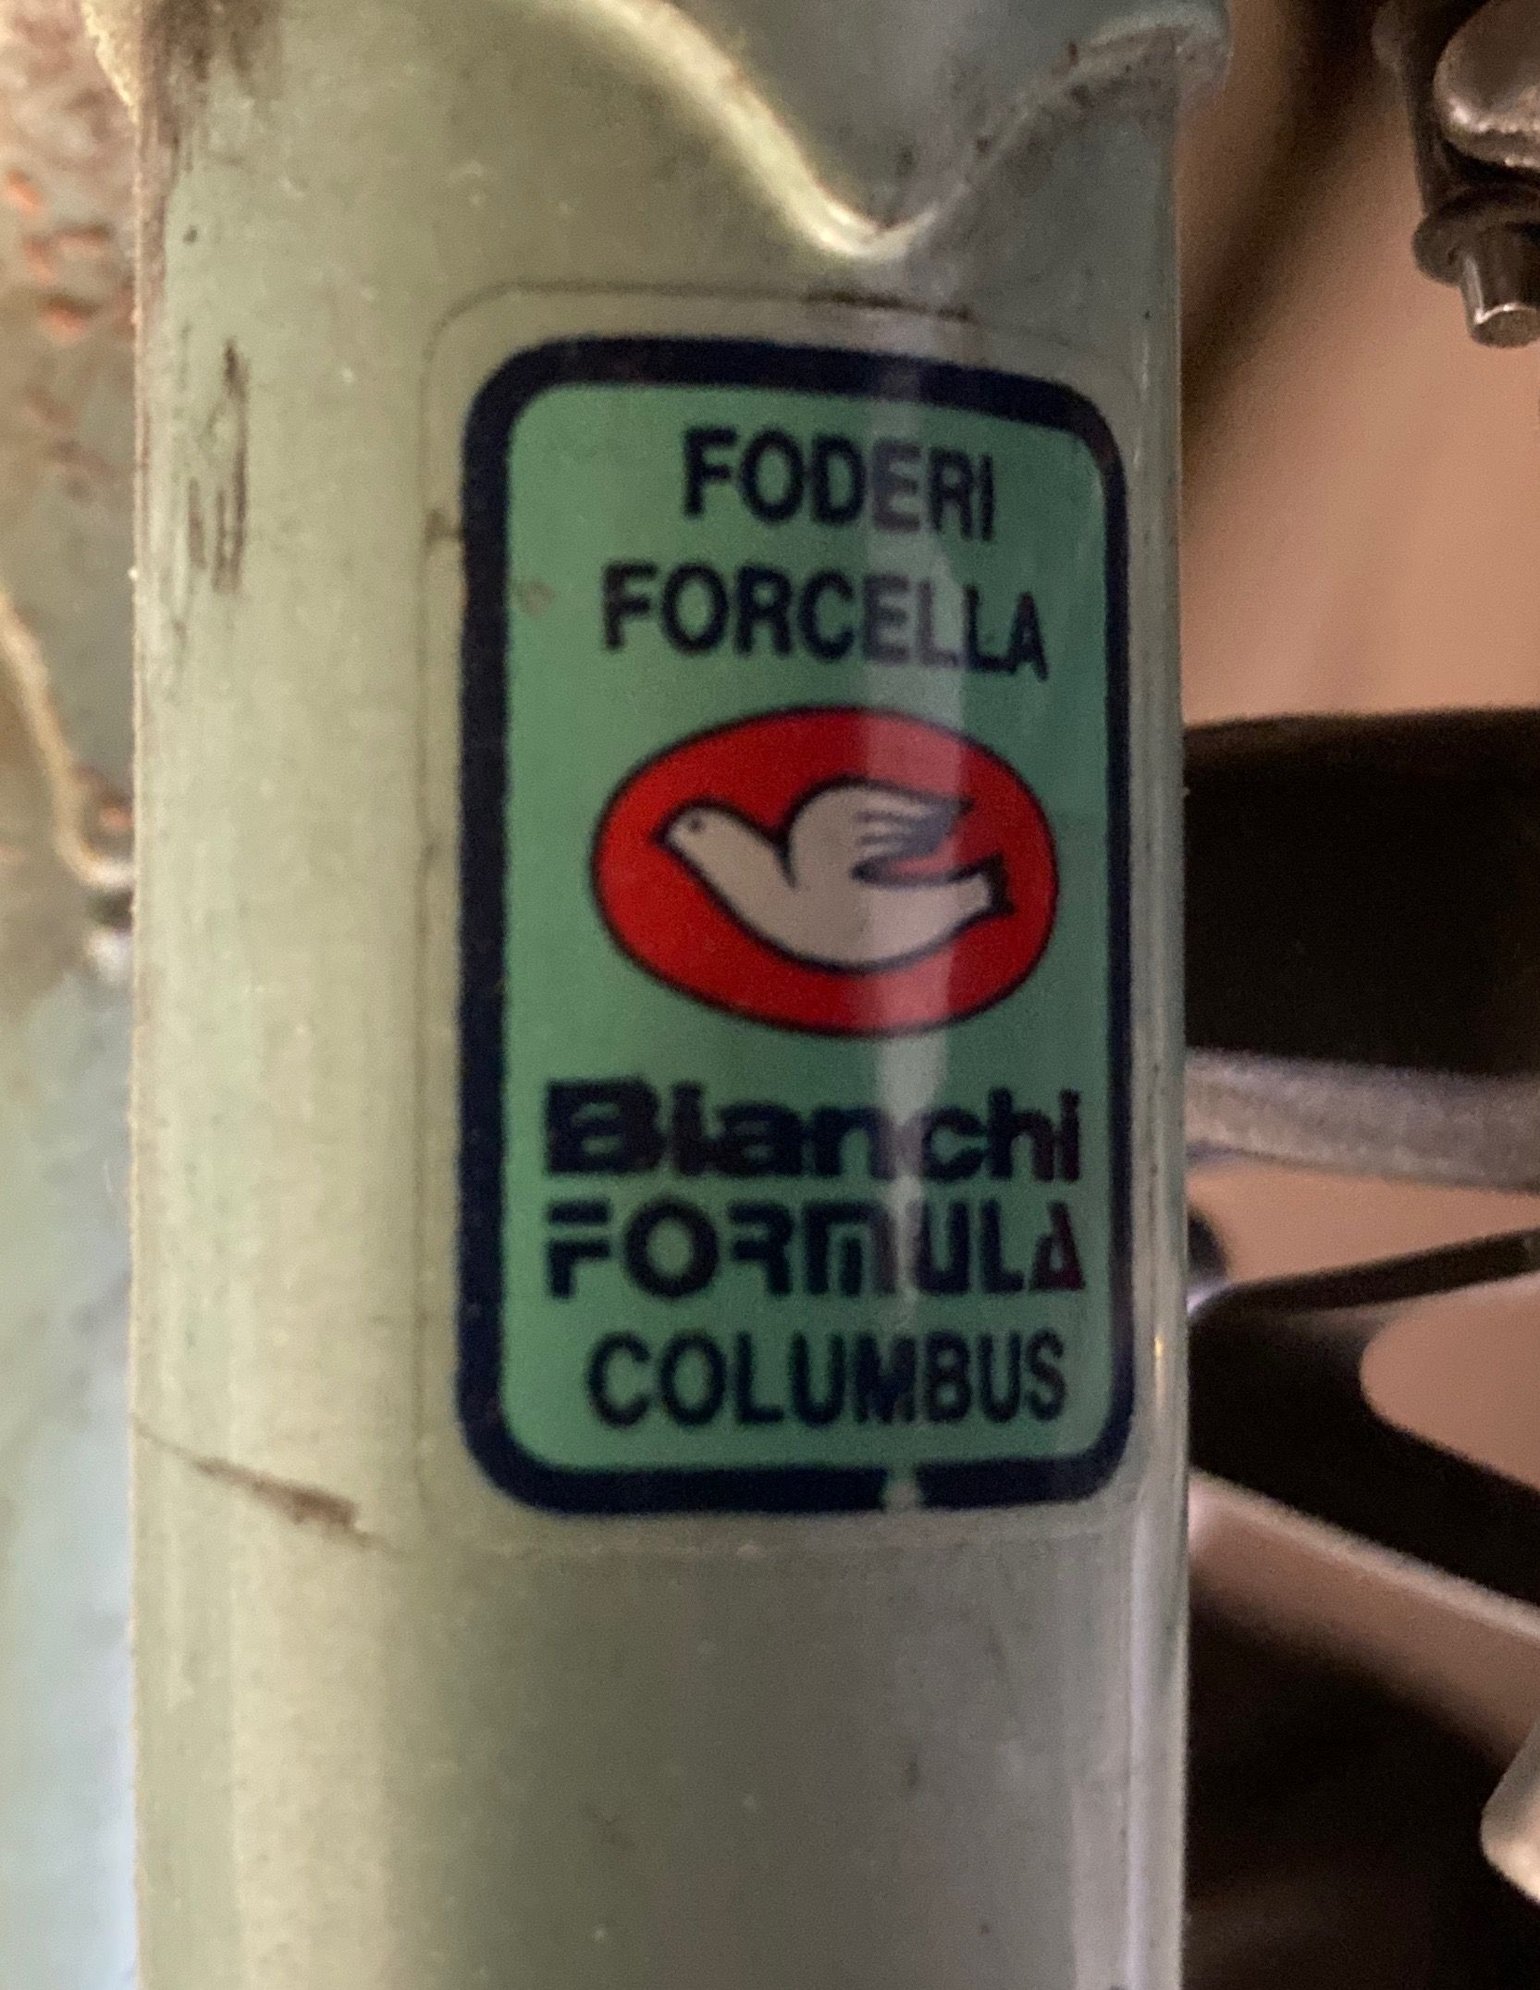 FODERI
FORCELLA
Bianchi
FORMULA
COLUMBUS